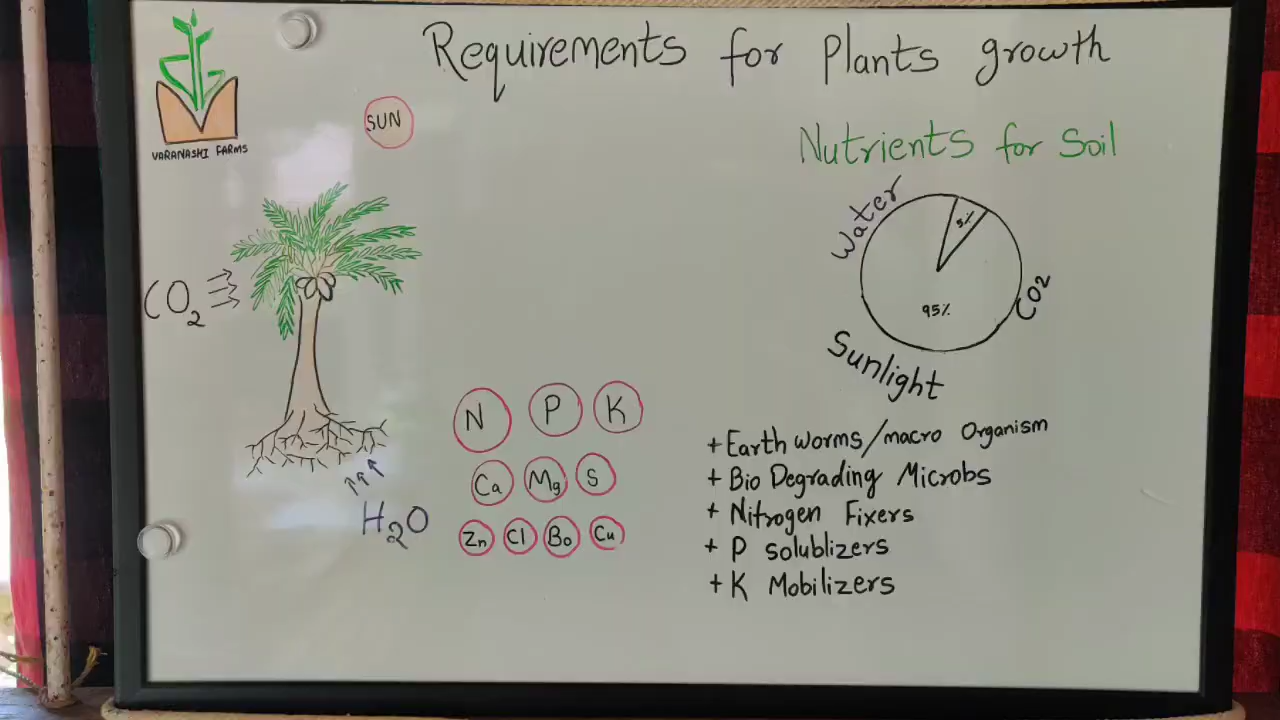 Requirements for Plants growth
VARANASHI FARMS
SUN
Nutrients for Soil
Water
5%
CO2
95%
Sunlight
CO2
N P K
Ca Mg S
Zn Cl Bo Cu
H2O
+ Earth worms/macro Organism
+ Bio Degrading Microbs
+ Nitrogen Fixers
+ P solublizers
+ K Mobilizers